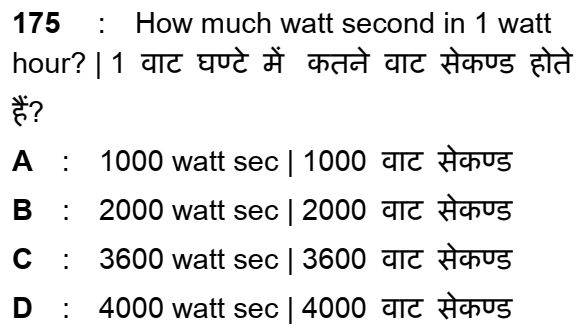 175 : How much watt second in 1 watt
hour? | 1 वाट घण्टे में कतने वाट सेकण्ड होते
हैं?
A : 1000 watt sec | 1000 वाट सेकण्ड
B : 2000 watt sec | 2000 वाट सेकण्ड
C : 3600 watt sec | 3600 वाट सेकण्ड
D : 4000 watt sec | 4000 वाट सेकण्ड